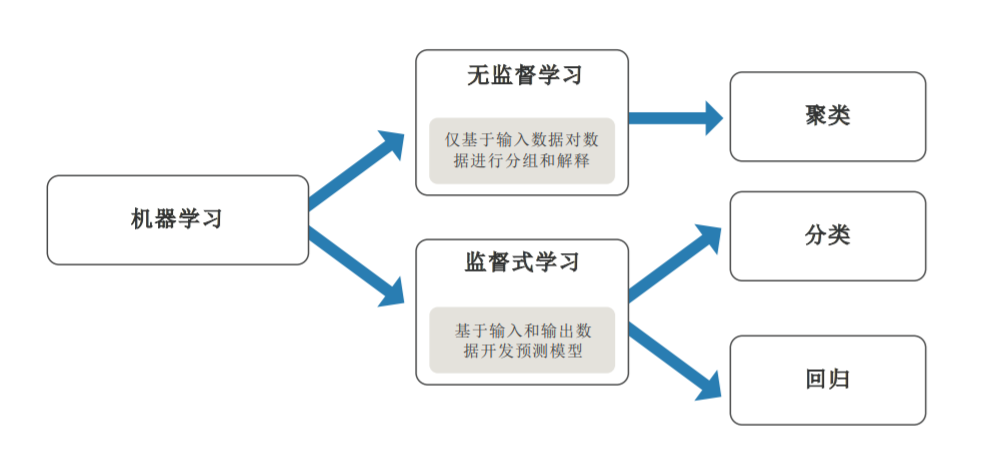 机器学习
无监督学习
仅基于输入数据对数
据进行分组和解释
聚类
监督式学习
基于输入和输出数
据开发预测模型
分类
回归